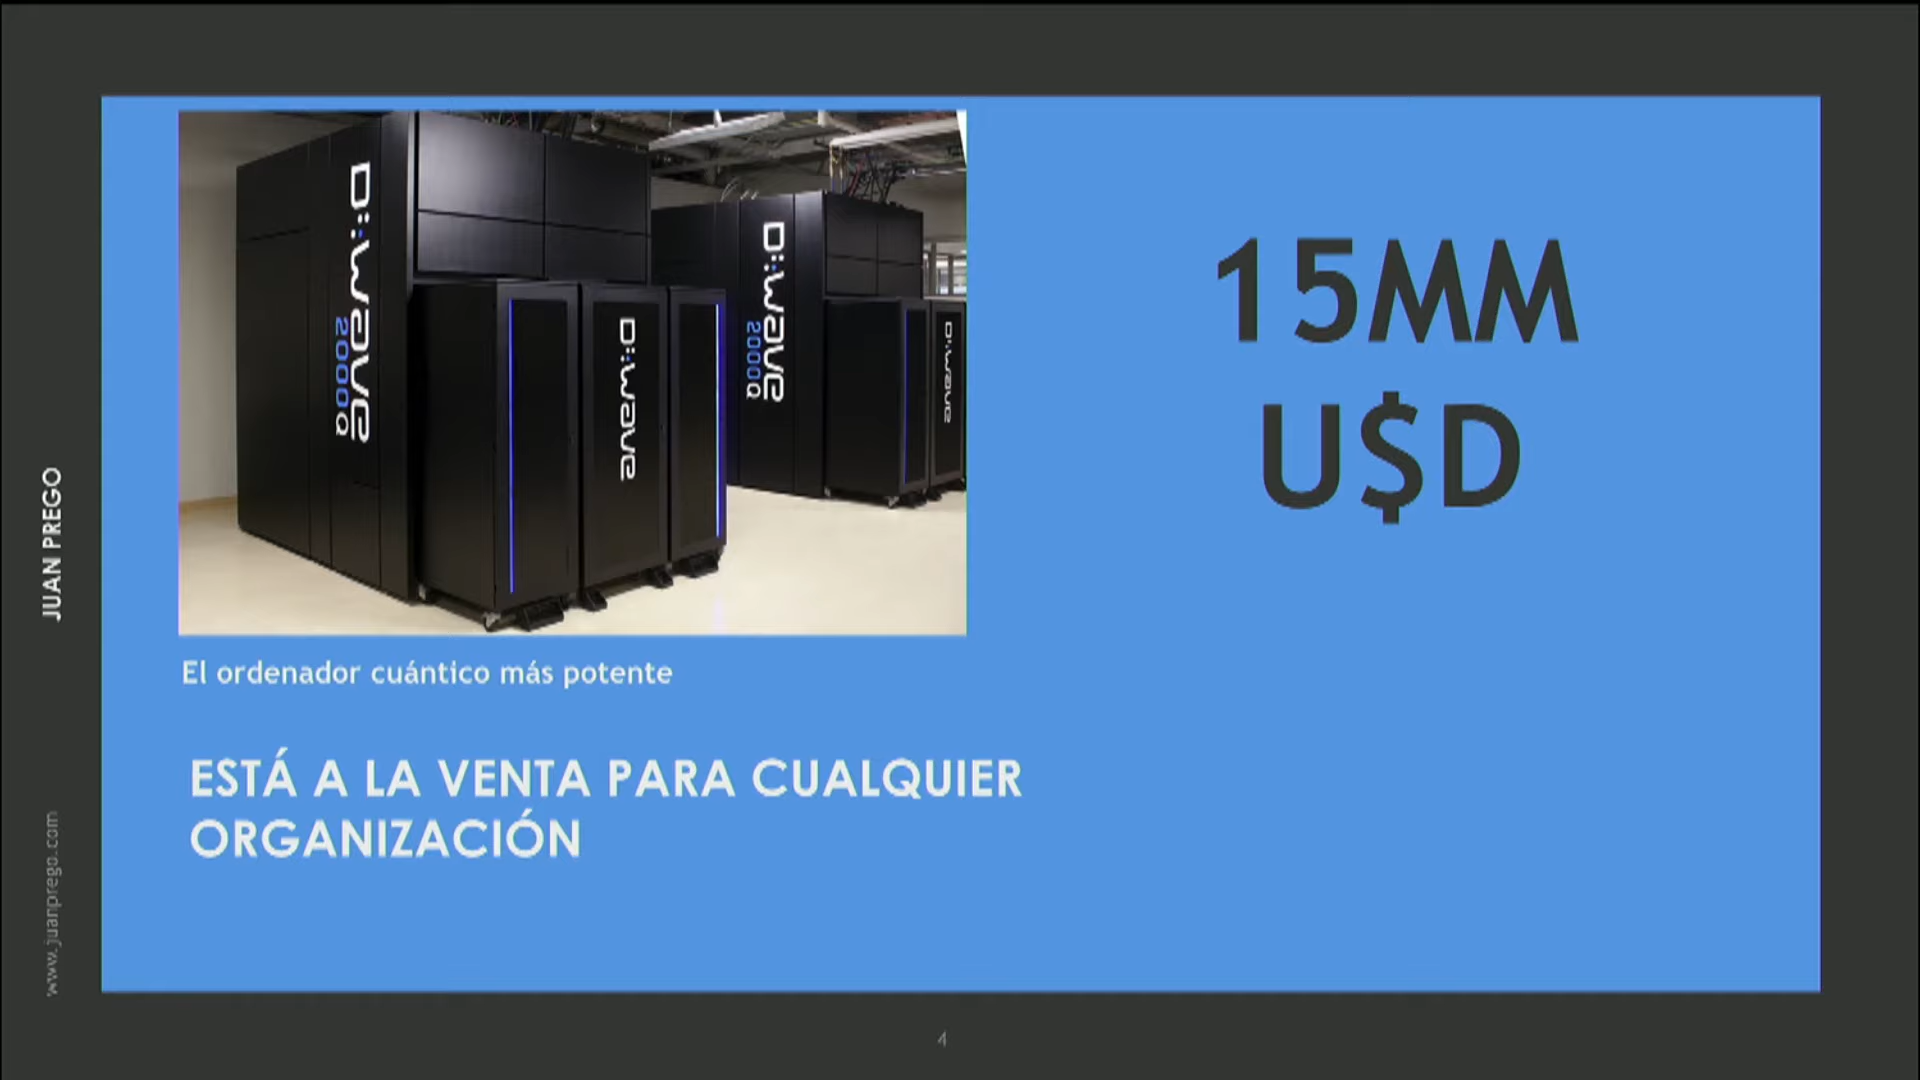 D:wave
2000Q
D:wave
D:wave
2000Q
D:wave
15MM
U$D
El ordenador cuántico más potente
ESTÁ A LA VENTA PARA CUALQUIER
ORGANIZACIÓN
JUAN PREGO
www.juanprego.com
4